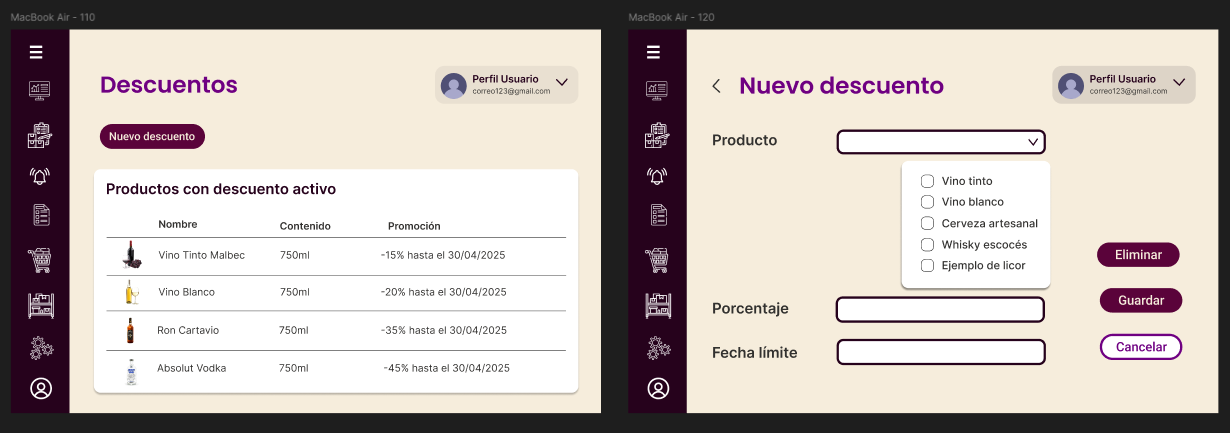 MacBook Air - 110
Descuentos
Perfil Usuario
correo123@gmail.com
Nuevo descuento
Productos con descuento activo
Nombre Contenido Promoción
Vino Tinto Malbec 750ml -15% hasta el 30/04/2025
Vino Blanco 750ml -20% hasta el 30/04/2025
Ron Cartavio 750ml -35% hasta el 30/04/2025
Absolut Vodka 750ml -45% hasta el 30/04/2025
MacBook Air - 120
Nuevo descuento
Perfil Usuario
correo123@gmail.com
Producto
Vino tinto
Vino blanco
Cerveza artesanal
Whisky escocés
Ejemplo de licor
Eliminar
Porcentaje
Guardar
Fecha límite
Cancelar